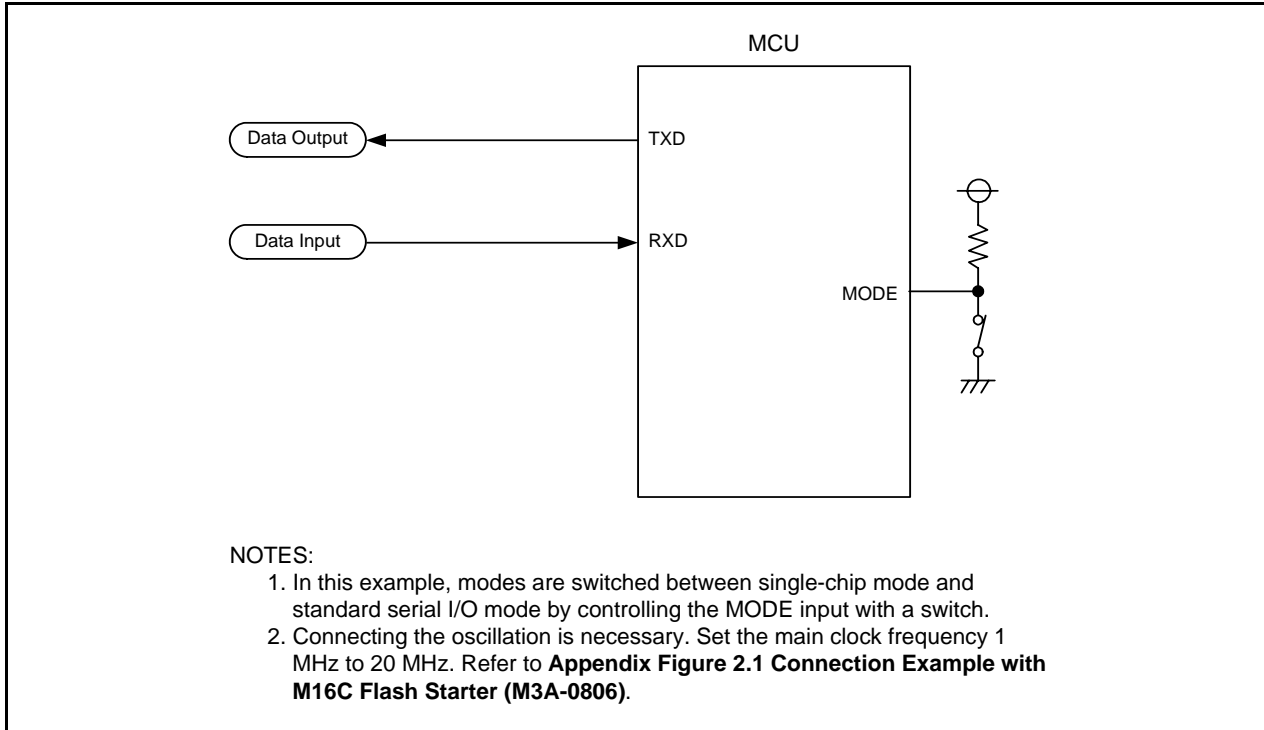 MCU
Data Output
TXD
Data Input
RXD
MODE
NOTES:
1. In this example, modes are switched between single-chip mode and
standard serial I/O mode by controlling the MODE input with a switch.
2. Connecting the oscillation is necessary. Set the main clock frequency 1
MHz to 20 MHz. Refer to Appendix Figure 2.1 Connection Example with
M16C Flash Starter (M3A-0806).